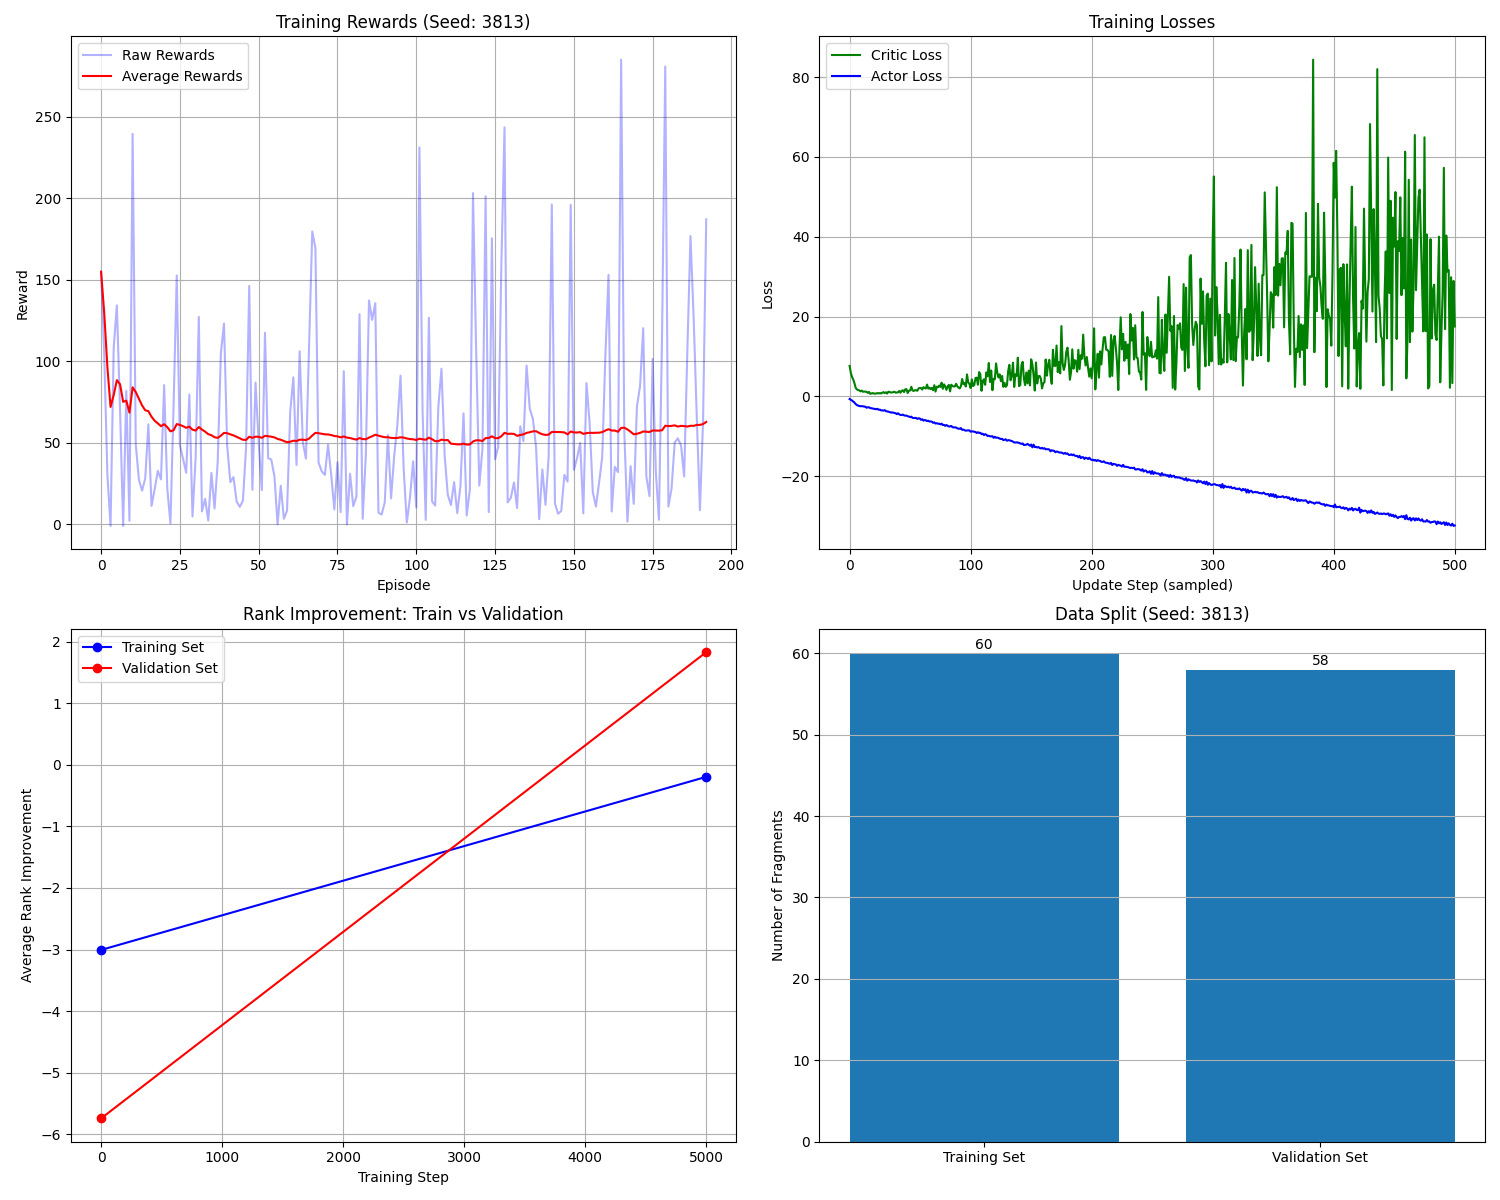 Training Rewards (Seed: 3813)
Raw Rewards
Average Rewards
Reward
250
200
150
100
50
0
0 25 50 75 100 125 150 175 200
Episode
Training Losses
Critic Loss
Actor Loss
Loss
80
60
40
20
0
−20
0 100 200 300 400 500
Update Step (sampled)
Rank Improvement: Train vs Validation
Training Set
Validation Set
Average Rank Improvement
2
1
0
−1
−2
−3
−4
−5
−6
0 1000 2000 3000 4000 5000
Training Step
Data Split (Seed: 3813)
Number of Fragments
60
50
40
30
20
10
0
60
58
Training Set Validation Set